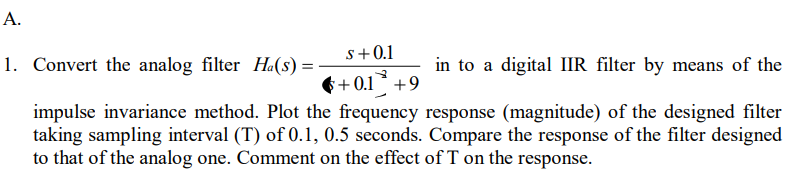 A.
1. Convert the analog filter Ha(s) = (s + 0.1) / ((s + 0.1)² + 9) in to a digital IIR filter by means of the
impulse invariance method. Plot the frequency response (magnitude) of the designed filter
taking sampling interval (T) of 0.1, 0.5 seconds. Compare the response of the filter designed
to that of the analog one. Comment on the effect of T on the response.